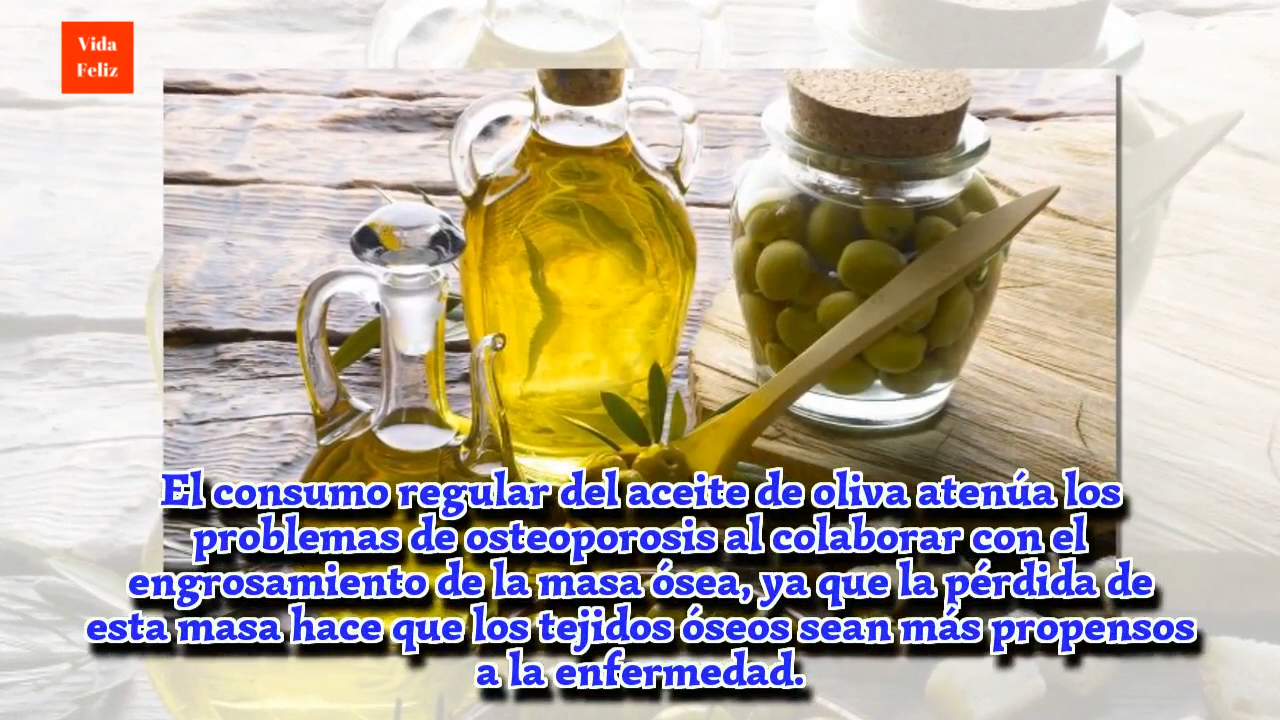 Vida
Feliz
El consumo regular del aceite de oliva atenúa los
problemas de osteoporosis al colaborar con el
engrosamiento de la masa ósea, ya que la pérdida de
esta masa hace que los tejidos óseos sean más propensos
a la enfermedad.